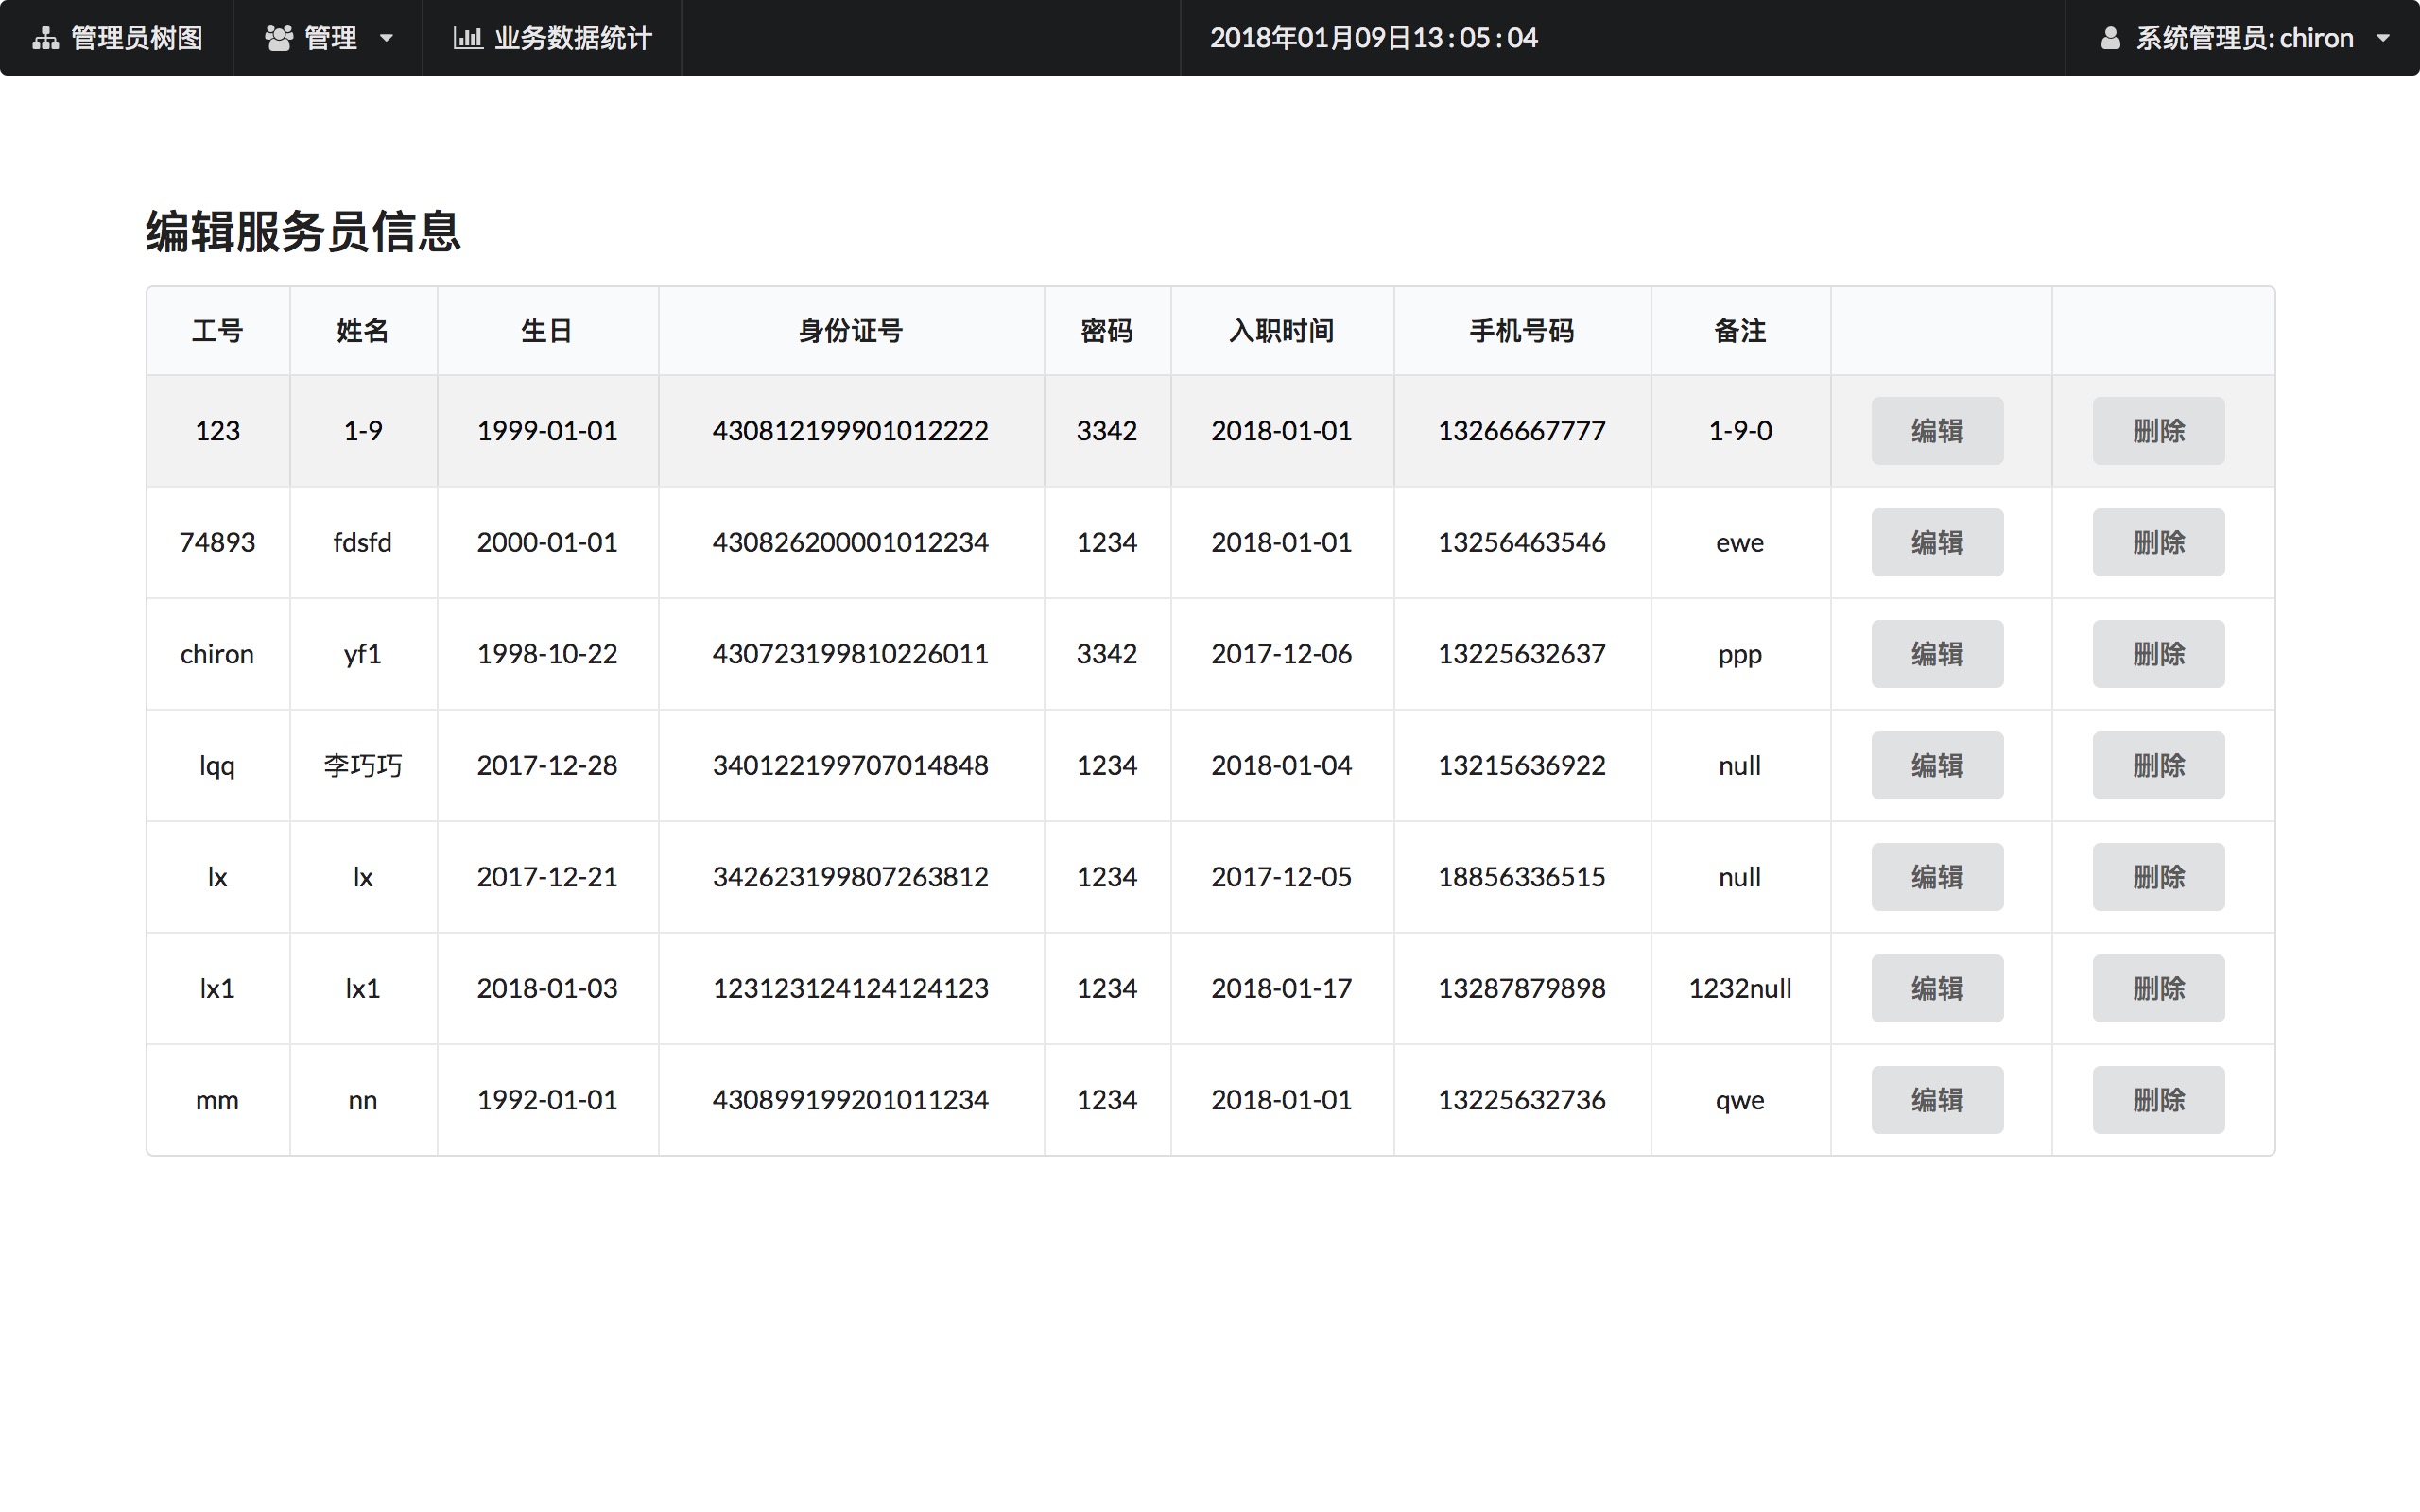 管理员树图 管理 业务数据统计 2018年01月09日13 : 05 : 04 系统管理员: chiron
编辑服务员信息
工号 姓名 生日 身份证号 密码 入职时间 手机号码 备注
123 1-9 1999-01-01 430812199901012222 3342 2018-01-01 13266667777 1-9-0 编辑 删除
74893 fdsfd 2000-01-01 430826200001012234 1234 2018-01-01 13256463546 ewe 编辑 删除
chiron yf1 1998-10-22 430723199810226011 3342 2017-12-06 13225632637 ppp 编辑 删除
lqq 李巧巧 2017-12-28 340122199707014848 1234 2018-01-04 13215636922 null 编辑 删除
lx lx 2017-12-21 342623199807263812 1234 2017-12-05 18856336515 null 编辑 删除
lx1 lx1 2018-01-03 123123124124124123 1234 2018-01-17 13287879898 1232null 编辑 删除
mm nn 1992-01-01 430899199201011234 1234 2018-01-01 13225632736 qwe 编辑 删除